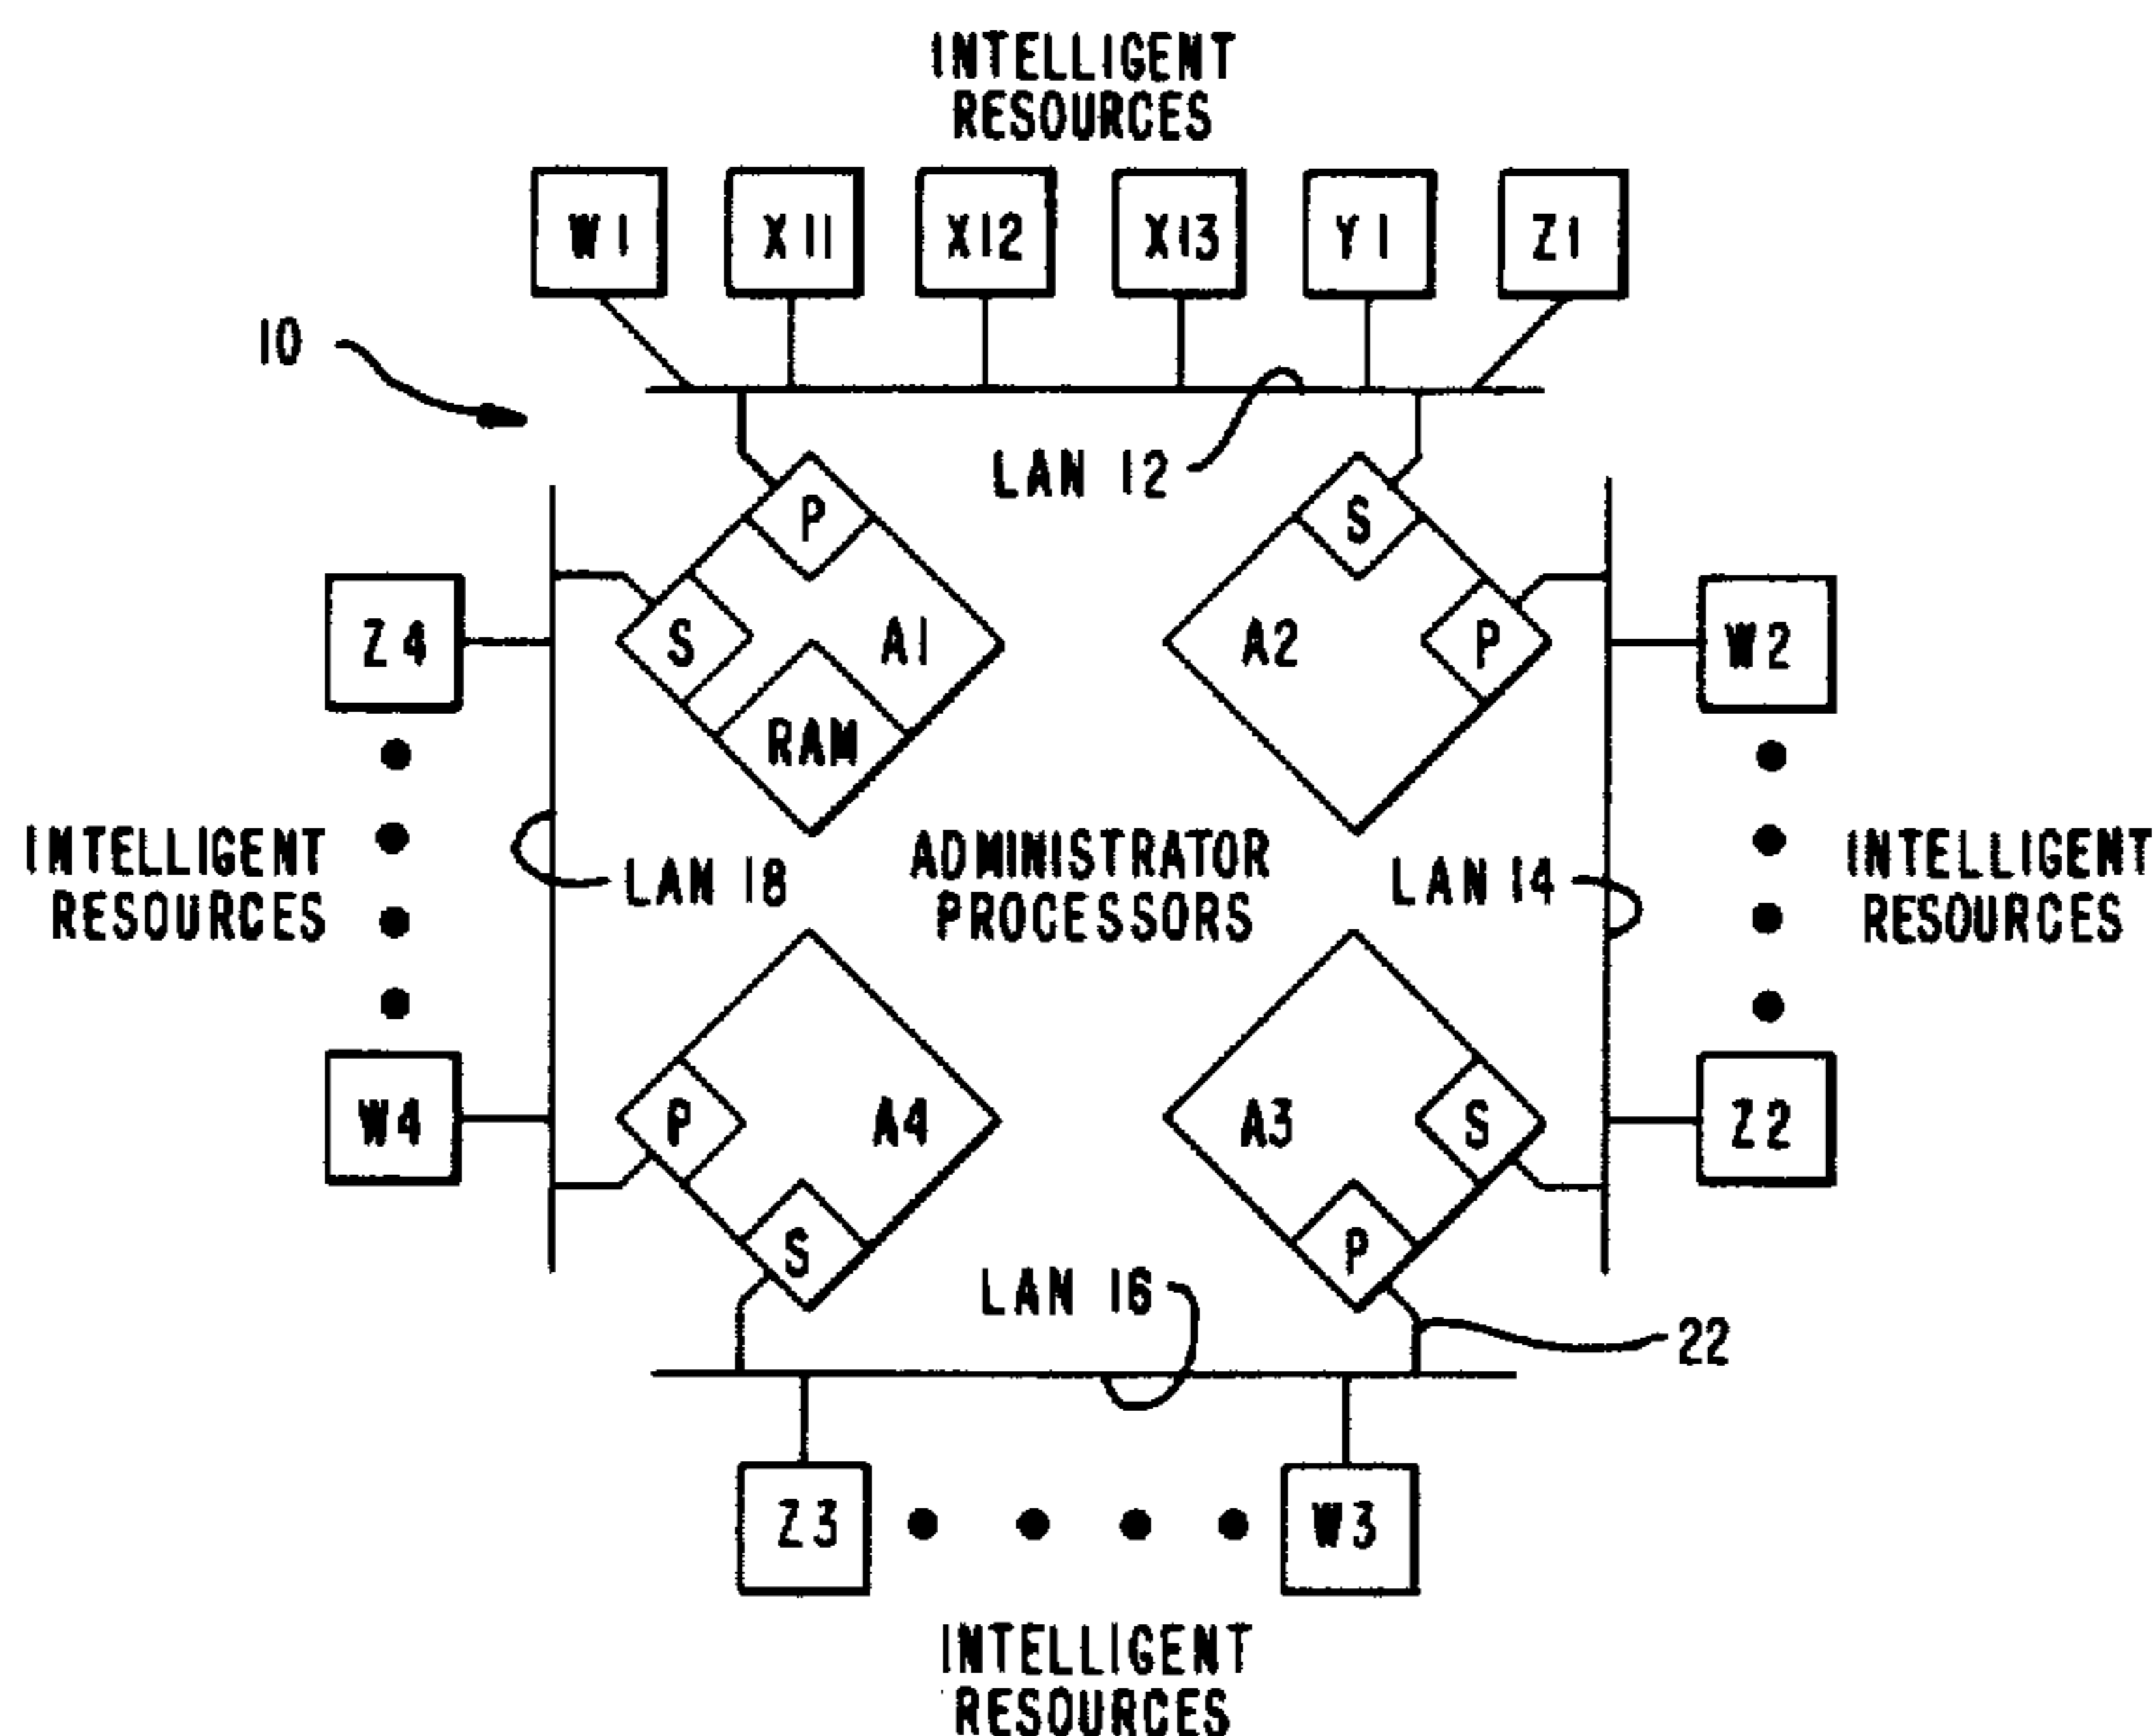 INTELLIGENT
RESOURCES
W1 X11 X12 X13 Y1 Z1
10
LAN 12
P
S
S
A1
RAM
A2
P
Z4
W2
INTELLIGENT
RESOURCES
LAN 18
ADMINISTRATOR
PROCESSORS
LAN 14
INTELLIGENT
RESOURCES
W4
P
A4
S
A3
S
P
Z2
LAN 16
22
Z3
W3
INTELLIGENT
RESOURCES